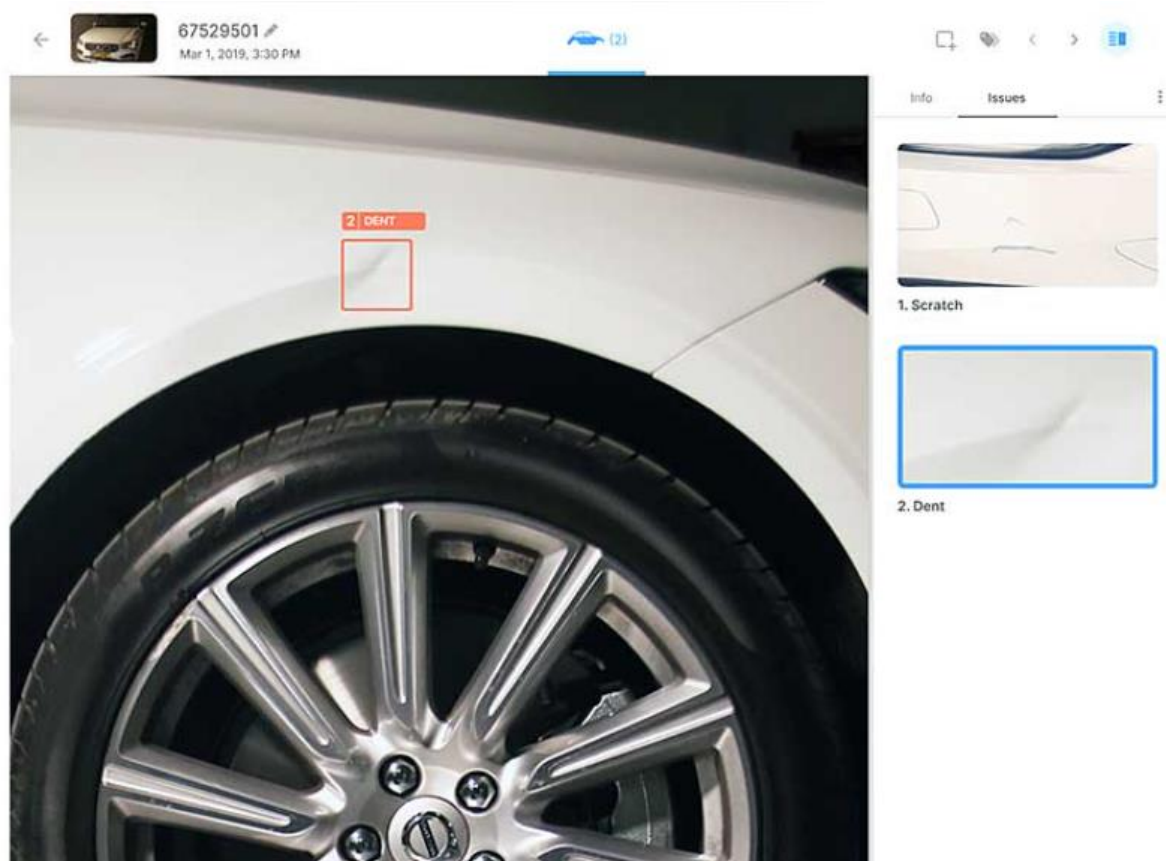 67529501
Mar 1, 2019, 3:30 PM
(2)
Info
Issues
2 DENT
1. Scratch
2. Dent